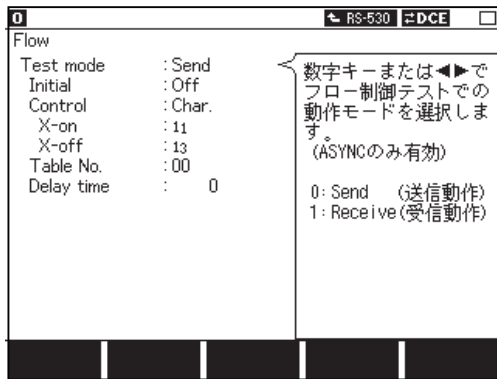 0 RS-530 ⇄DCE
Flow
Test mode :Send
Initial :Off
Control :Char.
X-on :11
X-off :13
Table No. :00
Delay time : 0
数字キーまたは◀▶で
フロー制御テストでの
動作モードを選択しま
す。
(ASYNCのみ有効)
0: Send (送信動作)
1: Receive(受信動作)